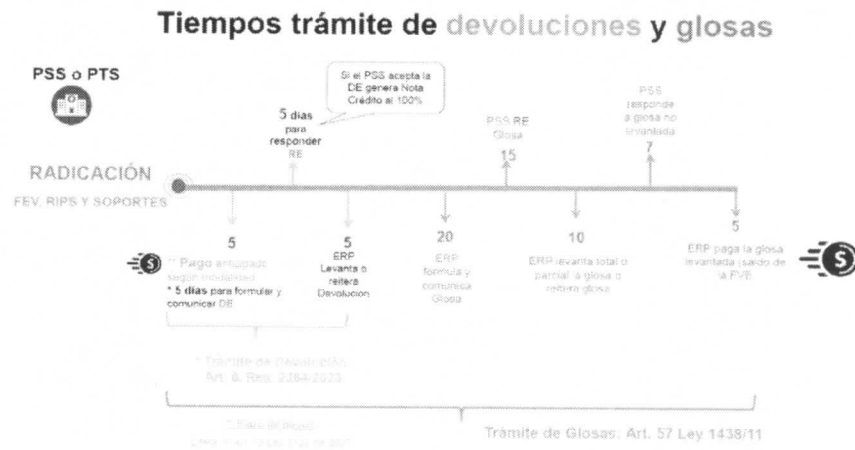 Tiempos trámite de devoluciones y glosas
PSS o PTS
Si el PSS acepta la
DE genera Nota
Crédito al 100%
5 días
para
responder
RE
PSS RE
Glosa
15
PSS
responde
a glosa no
levantada
7
RADICACIÓN
FEV, RIPS Y SOPORTES
5
** Pago anticipado
según modalidad
* 5 días para formular y
comunicar DE
5
ERP
Levanta o
reitera
Devolución
20
ERP
formula y
comunica
Glosa
10
ERP levanta total o
parcial la glosa o
reitera glosa
5
ERP paga la glosa
levantada (saldo de
la FVE
* Trámite de Devolución:
Art. 8. Res. 2284/2023
Trámite de Glosas: Art. 57 Ley 1438/11